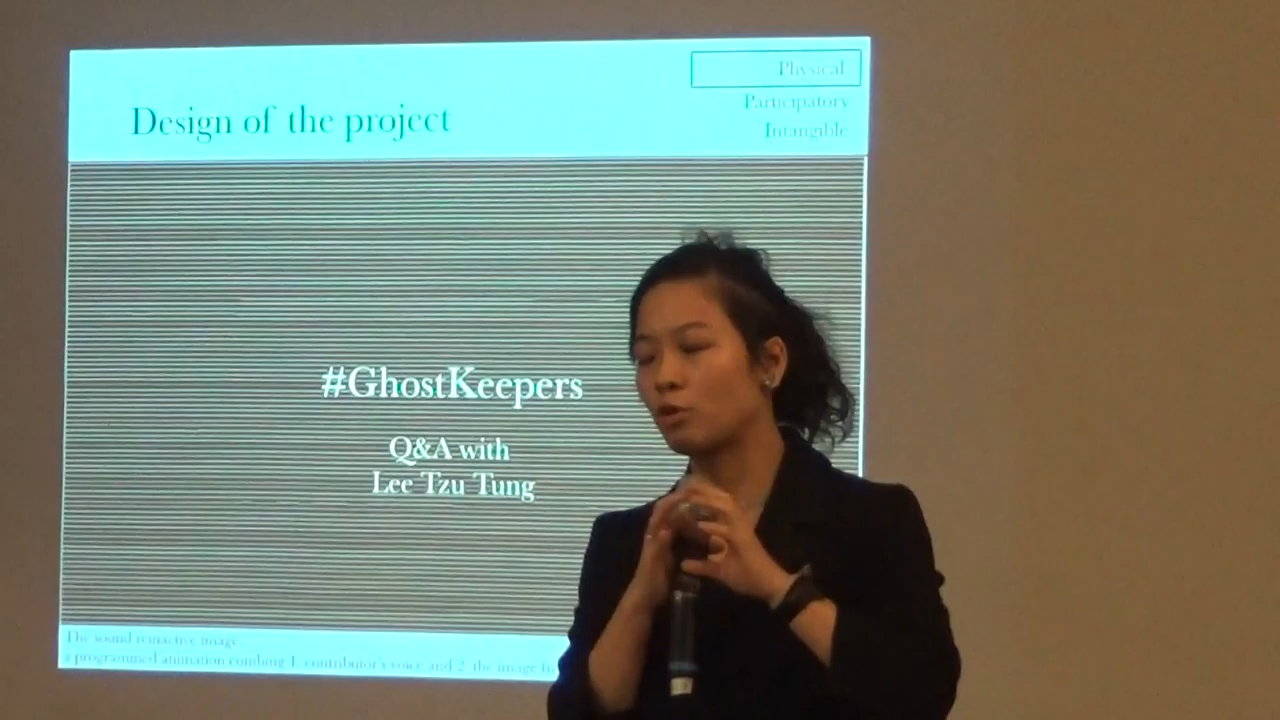 Design of the project
Physical
Participatory
Intangible
#GhostKeepers
Q&A with
Lee Tzu Tung
The sound image
a programmed animation combing 1. contributor's voice and 2. the image